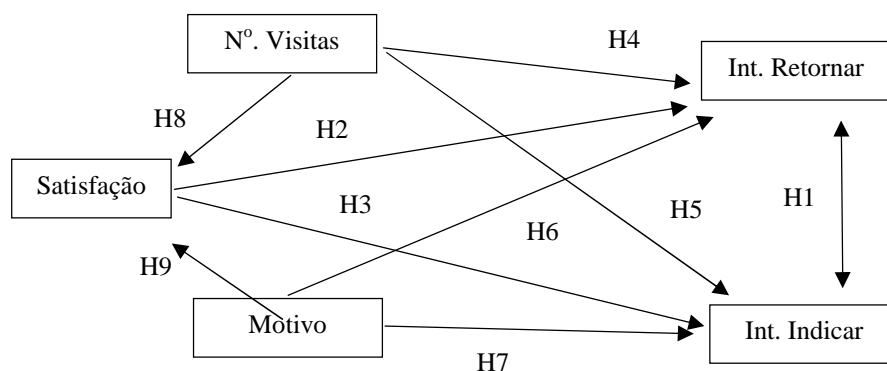 Nº. Visitas
H4
Int. Retornar
H8
H2
Satisfação
H3
H6
H5
H1
H9
Motivo
Int. Indicar
H7